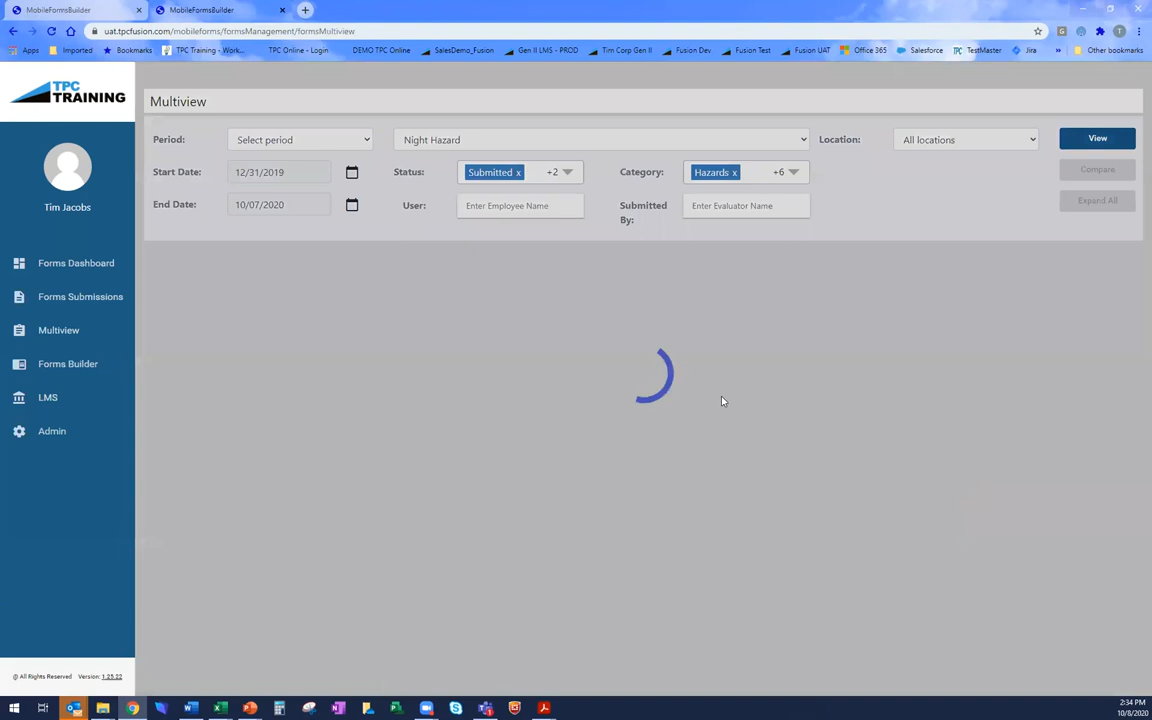 MobileFormsBuilder x MobileFormsBuilder x +
uat.tpcfusion.com/mobileforms/formsManagement/formsMultiview
Apps Imported Bookmarks TPC Training - Work... TPC Online - Login DEMO TPC Online SalesDemo_Fusion Gen II LMS - PROD Tim Corp Gen II Fusion Dev Fusion Test Fusion UAT Office 365 Salesforce TestMaster Jira » Other bookmarks
TPC
TRAINING
Tim Jacobs
Forms Dashboard
Forms Submissions
Multiview
Forms Builder
LMS
Admin
@ All Rights Reserved Version: 1.25.22
Multiview
Period: Select period Night Hazard Location: All locations View
Start Date: 12/31/2019 Status: Submitted x +2 Category: Hazards x +6 Compare
End Date: 10/07/2020 User: Enter Employee Name Submitted By: Enter Evaluator Name Expand All
2:34 PM
10/8/2020